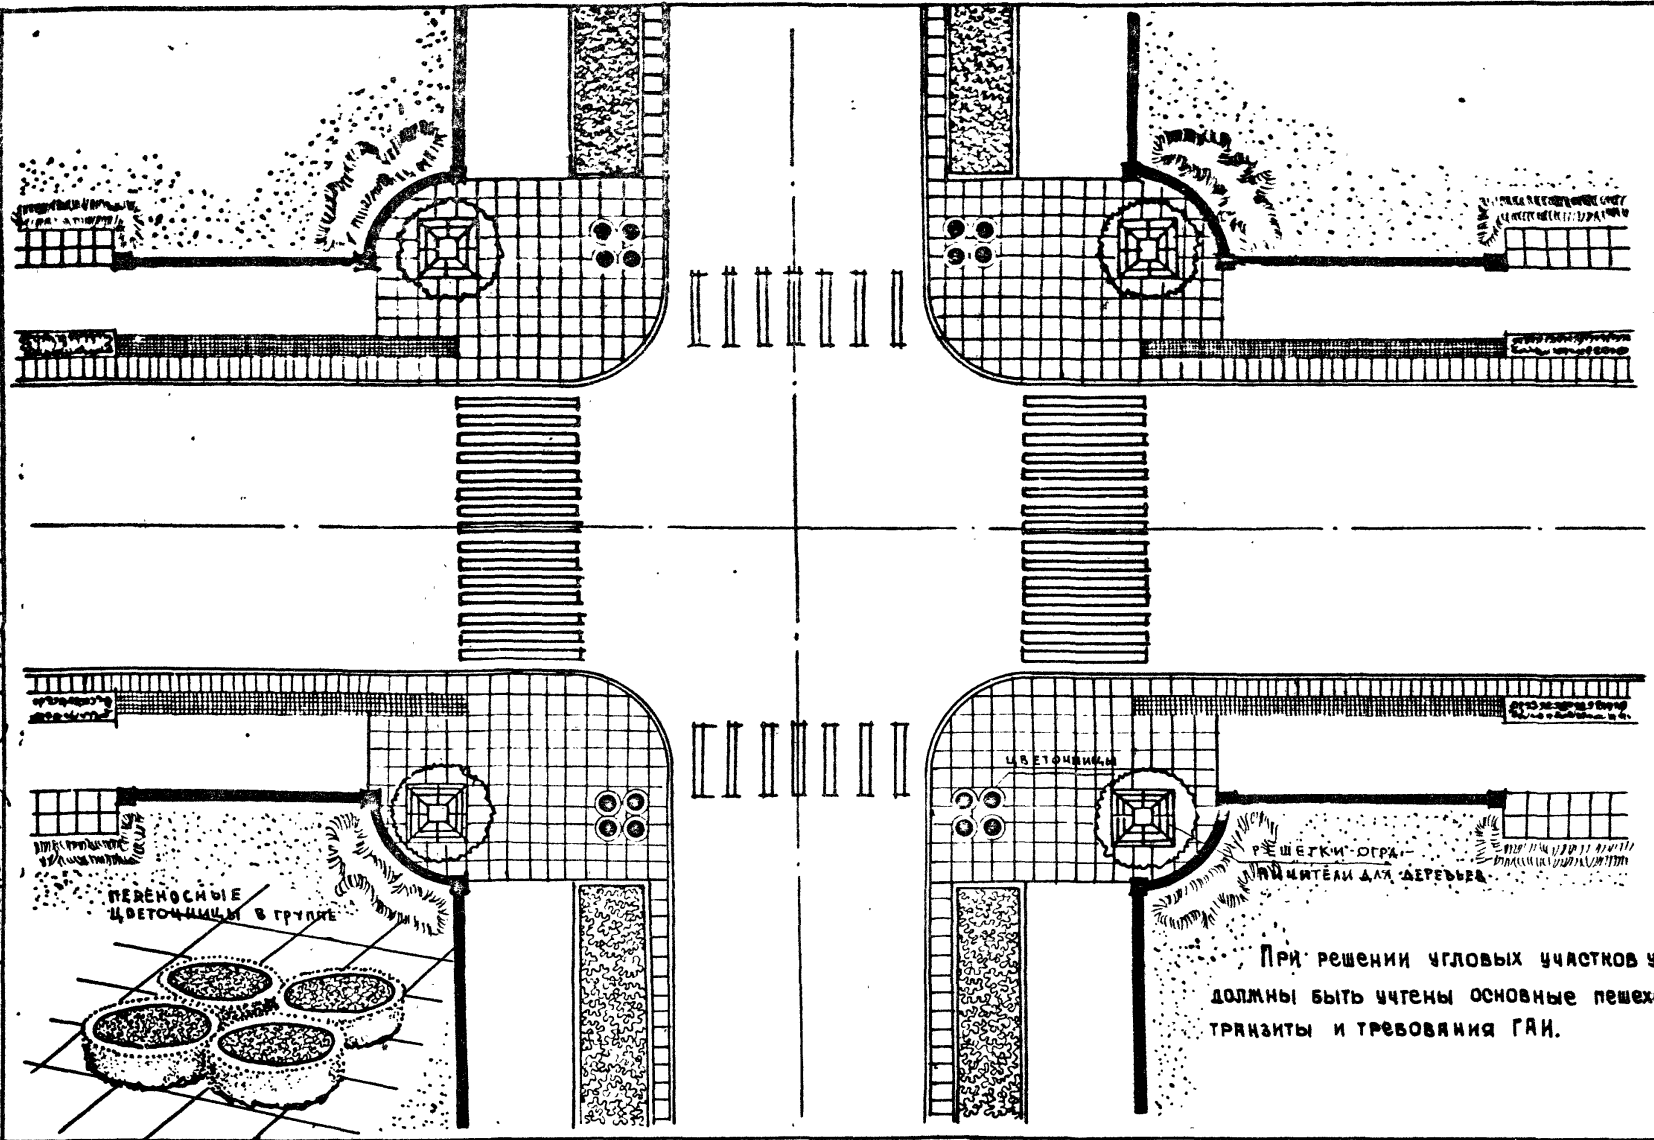 ЦВЕТОЧНИЦЫ
РЕШЕТКИ-ОГРА-
НИЧИТЕЛИ ДЛЯ ДЕРЕВЬЕВ
ПЕРЕНОСНЫЕ
ЦВЕТОЧНИЦЫ В ГРУППЕ
При решении угловых участков у
должны быть учтены основные пешех
транзиты и требования ГАИ.